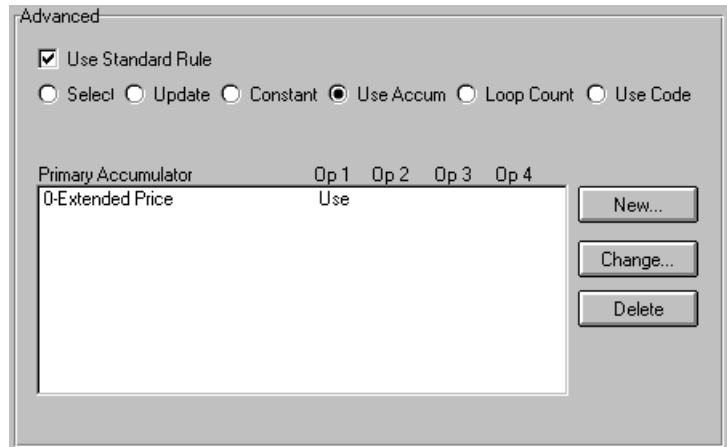 Advanced
Use Standard Rule
Select Update Constant Use Accum Loop Count Use Code
Primary Accumulator Op 1 Op 2 Op 3 Op 4
0-Extended Price Use
New...
Change...
Delete